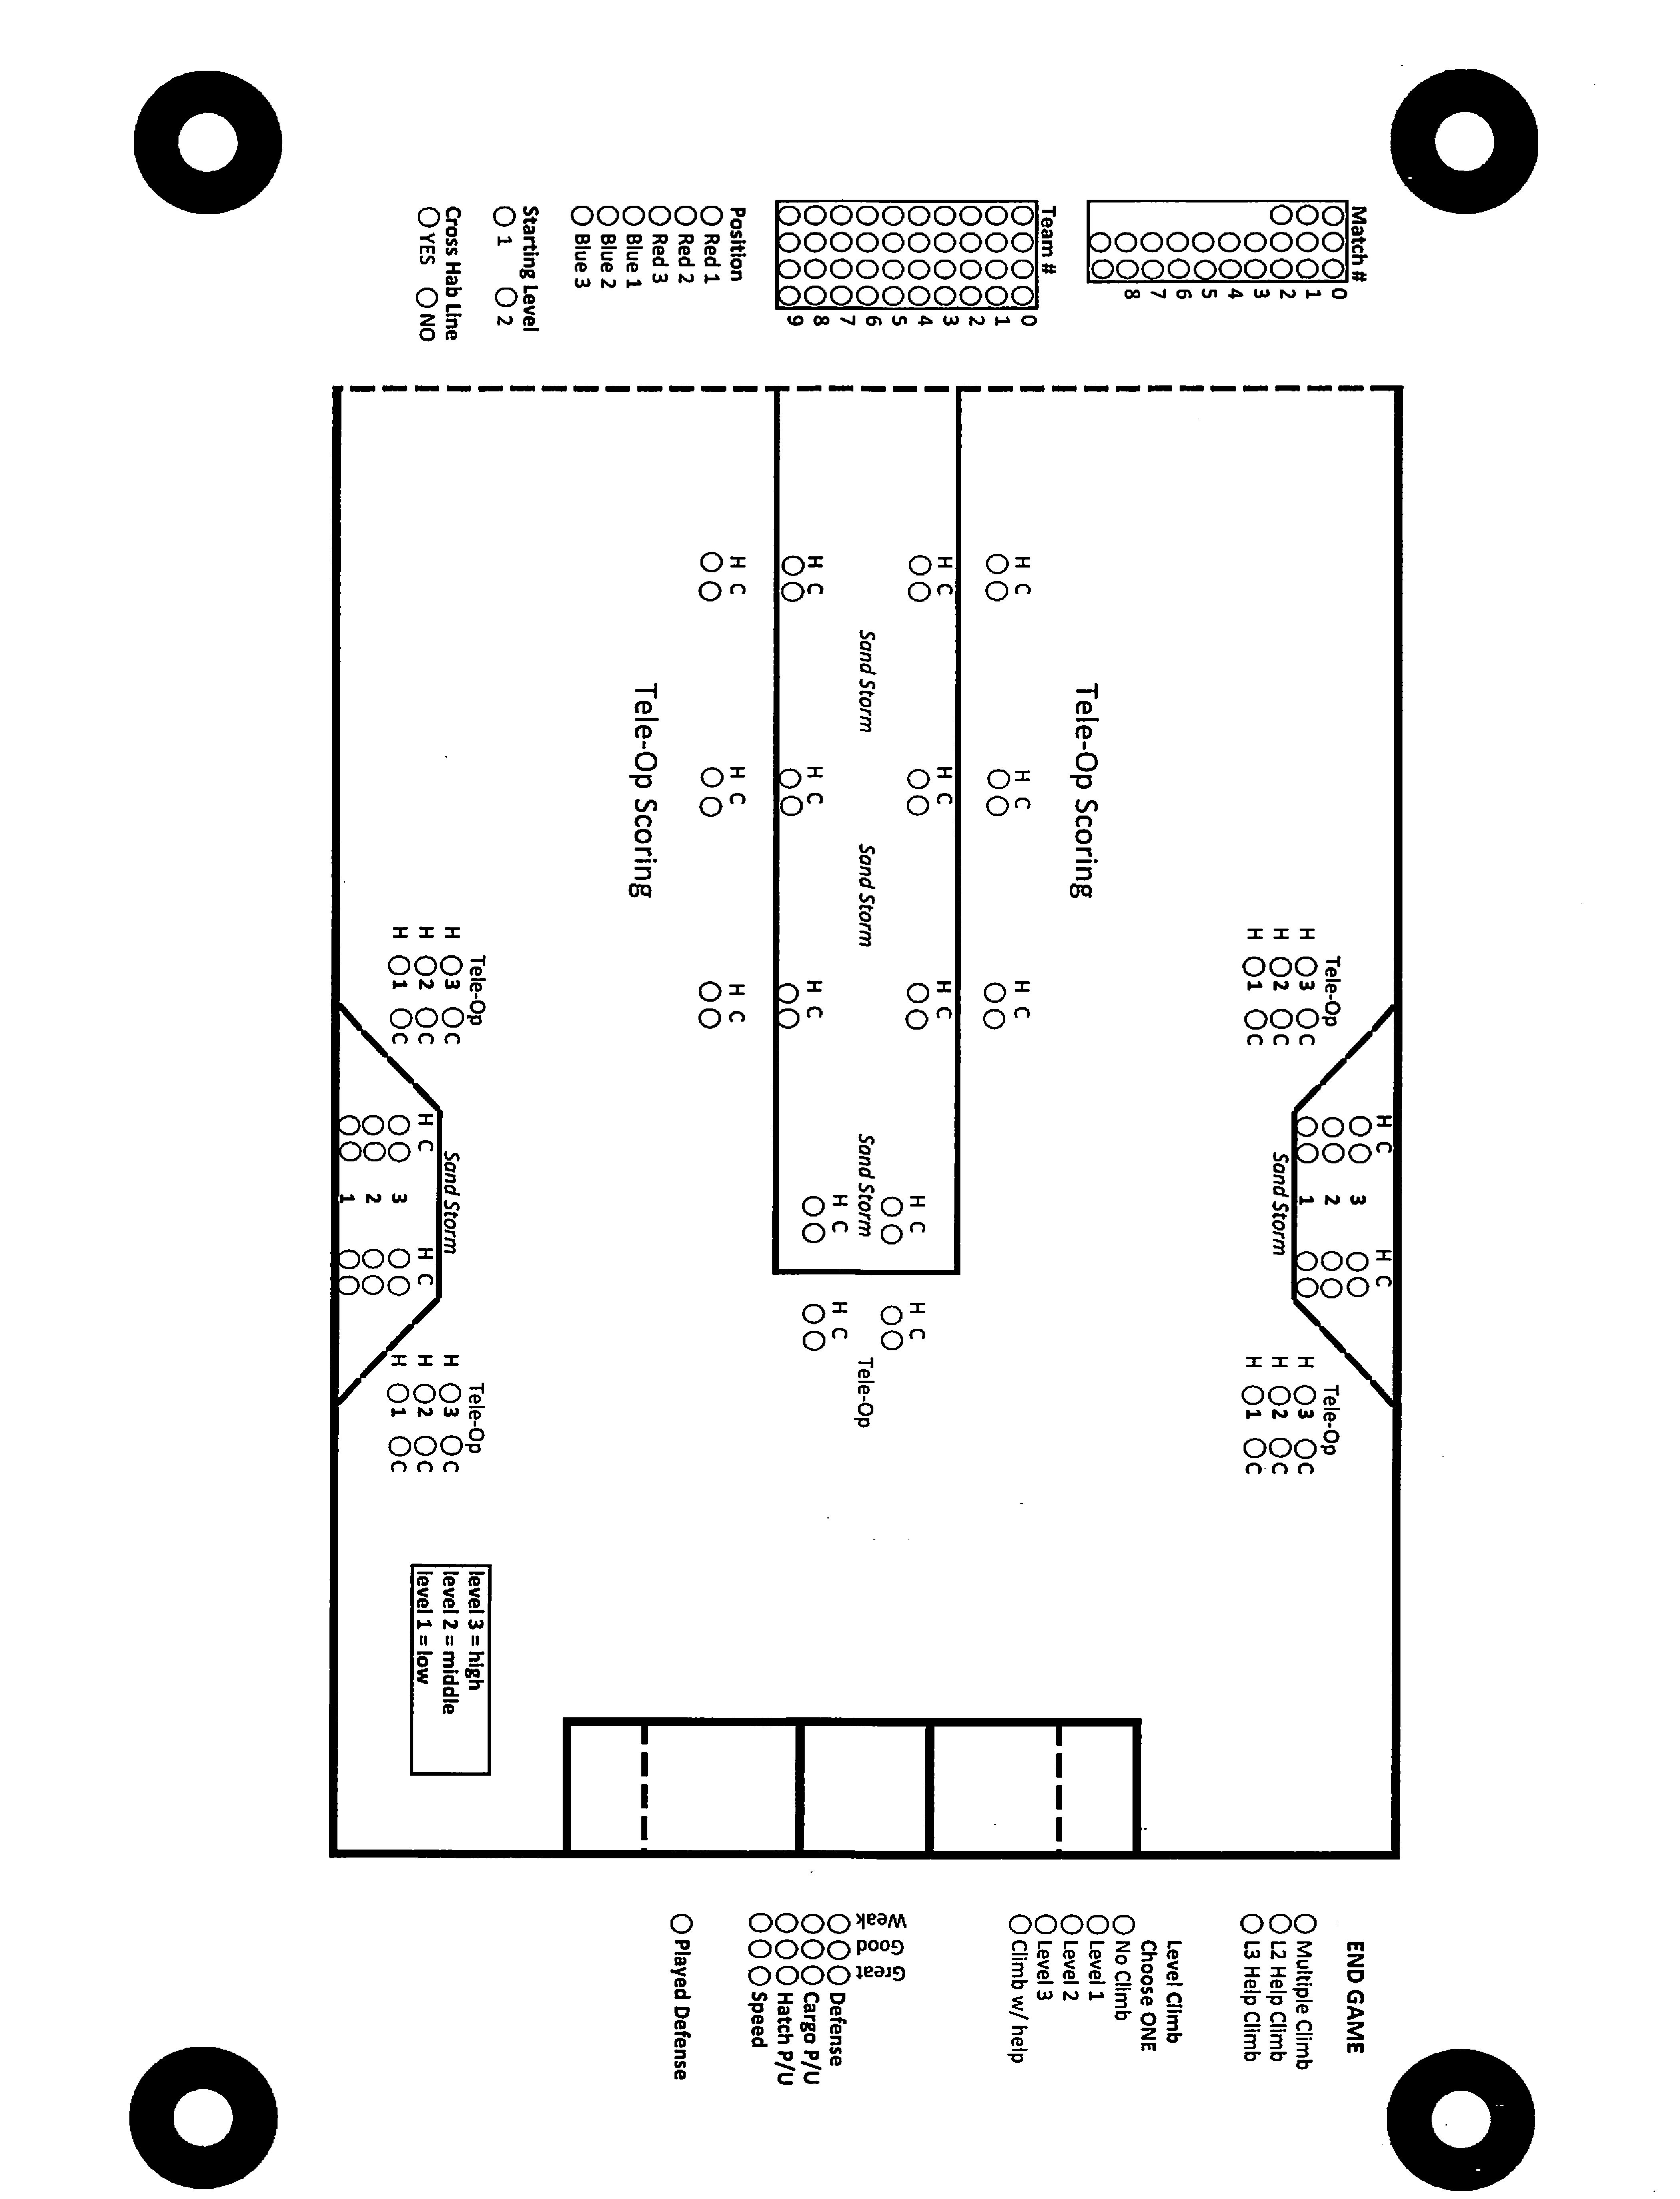 Match #
0
1
2
3
4
5
6
7
8
Team #
0
1
2
3
4
5
6
7
8
9
Position
Red 1
Red 2
Red 3
Blue 1
Blue 2
Blue 3
Starting Level
1 2
Cross Hab Line
YES NO
H C H C
3
2
1
Sand Storm
Tele-Op
H 3 C
H 2 C
H 1 C
Tele-Op
H 3 C
H 2 C
H 1 C
Tele-Op Scoring
H C H C H C
H C H C H C
H C H C
Sand Storm Sand Storm Sand Storm
Tele-Op
H C H C
H C H C H C
H C H C H C
Tele-Op Scoring
Tele-Op
H 3 C
H 2 C
H 1 C
Tele-Op
H 3 C
H 2 C
H 1 C
Sand Storm
H C H C
3
2
1
level 3 = high
level 2 = middle
level 1 = low
END GAME
Multiple Climb
L2 Help Climb
L3 Help Climb
Level Climb
Choose ONE
No Climb
Level 1
Level 2
Level 3
Climb w/ help
Weak Good Great
Defense
Cargo P/U
Hatch P/U
Speed
Played Defense